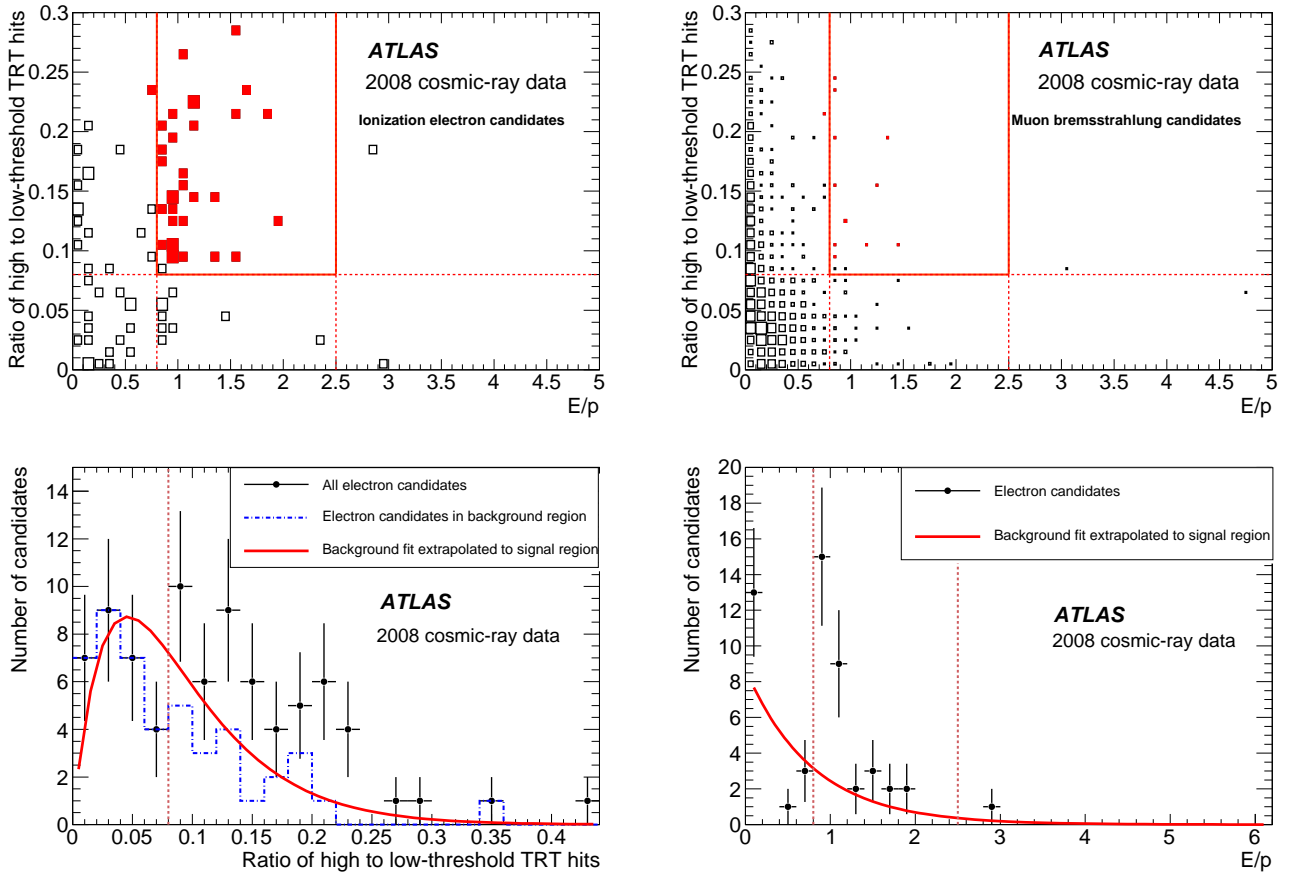 Ratio of high to low-threshold TRT hits
0.3
0.25
0.2
0.15
0.1
0.05
0
ATLAS
2008 cosmic-ray data
Ionization electron candidates
0 0.5 1 1.5 2 2.5 3 3.5 4 4.5 5
E/p
Ratio of high to low-threshold TRT hits
0.3
0.25
0.2
0.15
0.1
0.05
0
ATLAS
2008 cosmic-ray data
Muon bremsstrahlung candidates
0 0.5 1 1.5 2 2.5 3 3.5 4 4.5 5
E/p
Number of candidates
14
12
10
8
6
4
2
0
All electron candidates
Electron candidates in background region
Background fit extrapolated to signal region
ATLAS
2008 cosmic-ray data
0 0.05 0.1 0.15 0.2 0.25 0.3 0.35 0.4
Ratio of high to low-threshold TRT hits
Number of candidates
20
18
16
14
12
10
8
6
4
2
0
Electron candidates
Background fit extrapolated to signal region
ATLAS
2008 cosmic-ray data
0 1 2 3 4 5 6
E/p